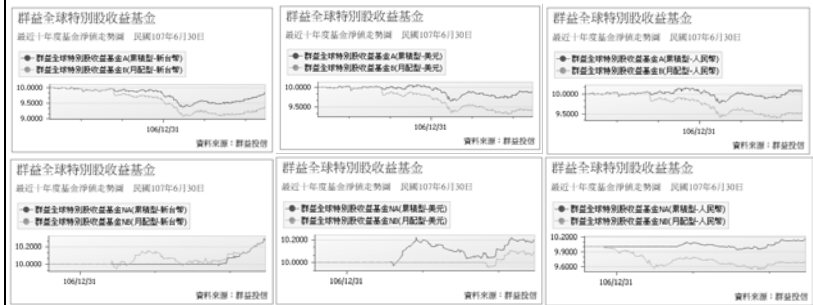 群益全球特別股收益基金
最近十年度基金淨值走勢圖 民國107年6月30日
群益全球特別股收益基金A(累積型-新台幣)
群益全球特別股收益基金B(月配型-新台幣)
10.0000
9.5000
9.0000
106/12/31
資料來源：群益投信
群益全球特別股收益基金
最近十年度基金淨值走勢圖 民國107年6月30日
群益全球特別股收益基金A(累積型-美元)
群益全球特別股收益基金B(月配型-美元)
10.0000
9.5000
106/12/31
資料來源：群益投信
群益全球特別股收益基金
最近十年度基金淨值走勢圖 民國107年6月30日
群益全球特別股收益基金A(累積型-人民幣)
群益全球特別股收益基金B(月配型-人民幣)
10.0000
9.5000
106/12/31
資料來源：群益投信
群益全球特別股收益基金
最近十年度基金淨值走勢圖 民國107年6月30日
群益全球特別股收益基金NA(累積型-新台幣)
群益全球特別股收益基金NB(月配型-新台幣)
10.2000
10.0000
106/12/31
資料來源：群益投信
群益全球特別股收益基金
最近十年度基金淨值走勢圖 民國107年6月30日
群益全球特別股收益基金NA(累積型-美元)
群益全球特別股收益基金NB(月配型-美元)
10.2000
10.0000
106/12/31
資料來源：群益投信
群益全球特別股收益基金
最近十年度基金淨值走勢圖 民國107年6月30日
群益全球特別股收益基金NA(累積型-人民幣)
群益全球特別股收益基金NB(月配型-人民幣)
10.2000
9.9000
9.6000
106/12/31
資料來源：群益投信